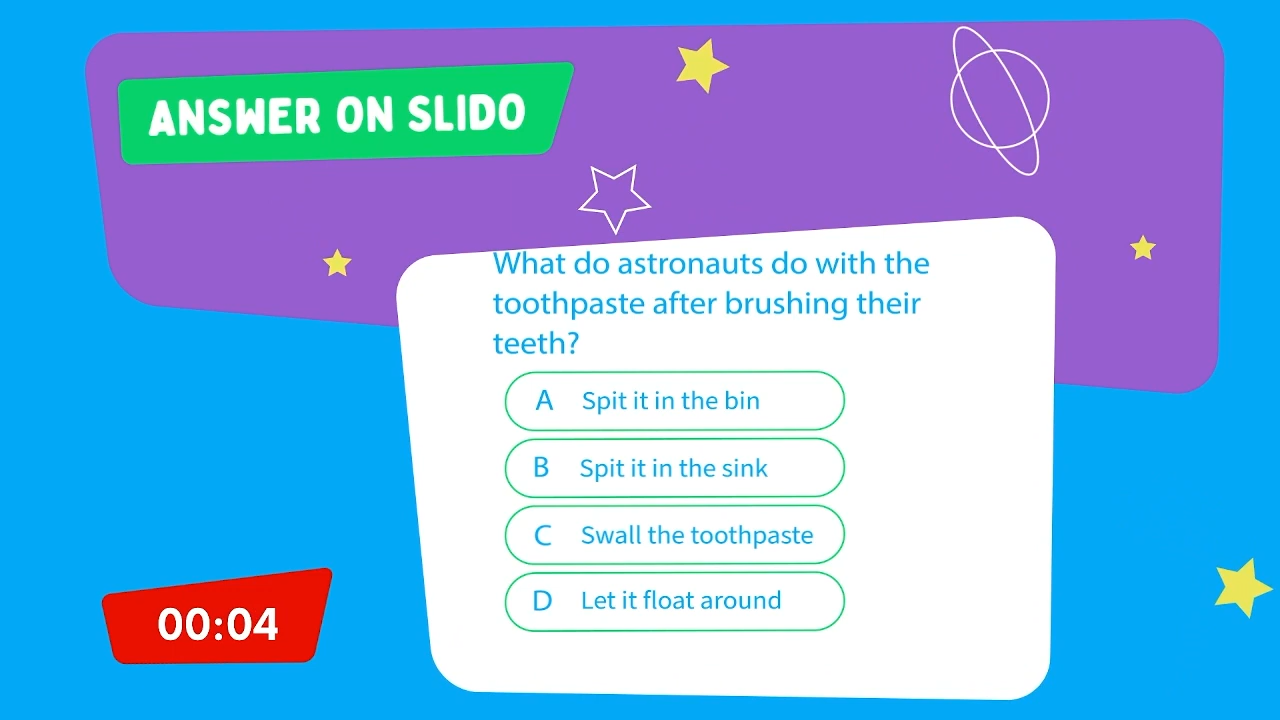 ANSWER ON SLIDO
What do astronauts do with the
toothpaste after brushing their
teeth?
A Spit it in the bin
B Spit it in the sink
C Swall the toothpaste
D Let it float around
00:04